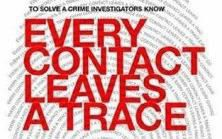 TO SOLVE A CRIME INVESTIGATORS KNOW
EVERY
CONTACT
LEAVES
A TRACE